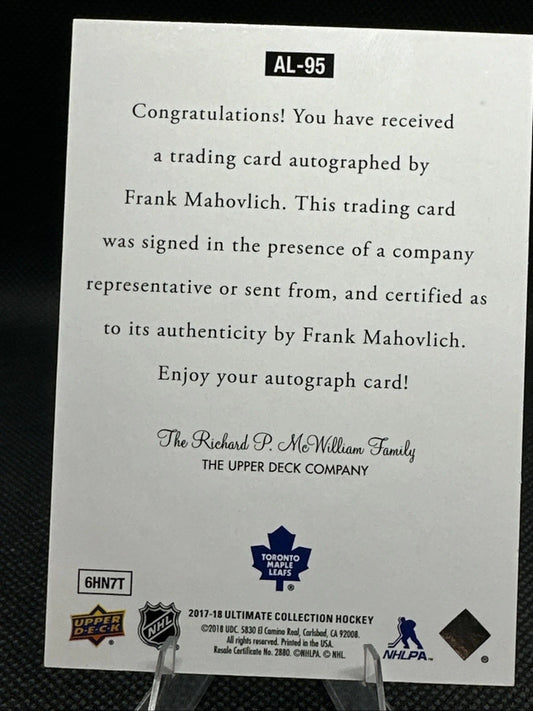 AL-95
Congratulations! You have received
a trading card autographed by
Frank Mahovlich. This trading card
was signed in the presence of a company
representative or sent from, and certified as
to its authenticity by Frank Mahovlich.
Enjoy your autograph card!
The Richard P. McWilliam Family
THE UPPER DECK COMPANY
TORONTO
MAPLE
LEAFS
®
6HN7T
UPPER
D·E·C·K
®
NHL
2017-18 ULTIMATE COLLECTION HOCKEY
©2018 UDC. 5830 El Camino Real, Carlsbad, CA 92008.
All rights reserved. Printed in the USA.
Resale Certificate No. 2880. ©NHLPA. © NHL.
NHLPA™
®